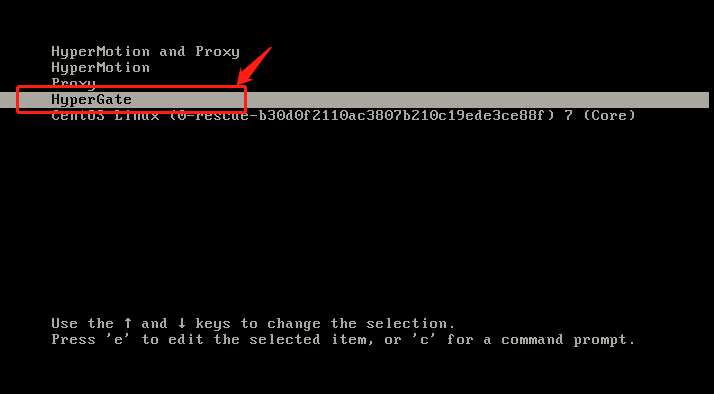 HyperMotion and Proxy
HyperMotion
Proxy
HyperGate
CentOS Linux (0-rescue-b30d0f2110ac3807b210c19ede3ce88f) 7 (Core)
Use the ↑ and ↓ keys to change the selection.
Press 'e' to edit the selected item, or 'c' for a command prompt.